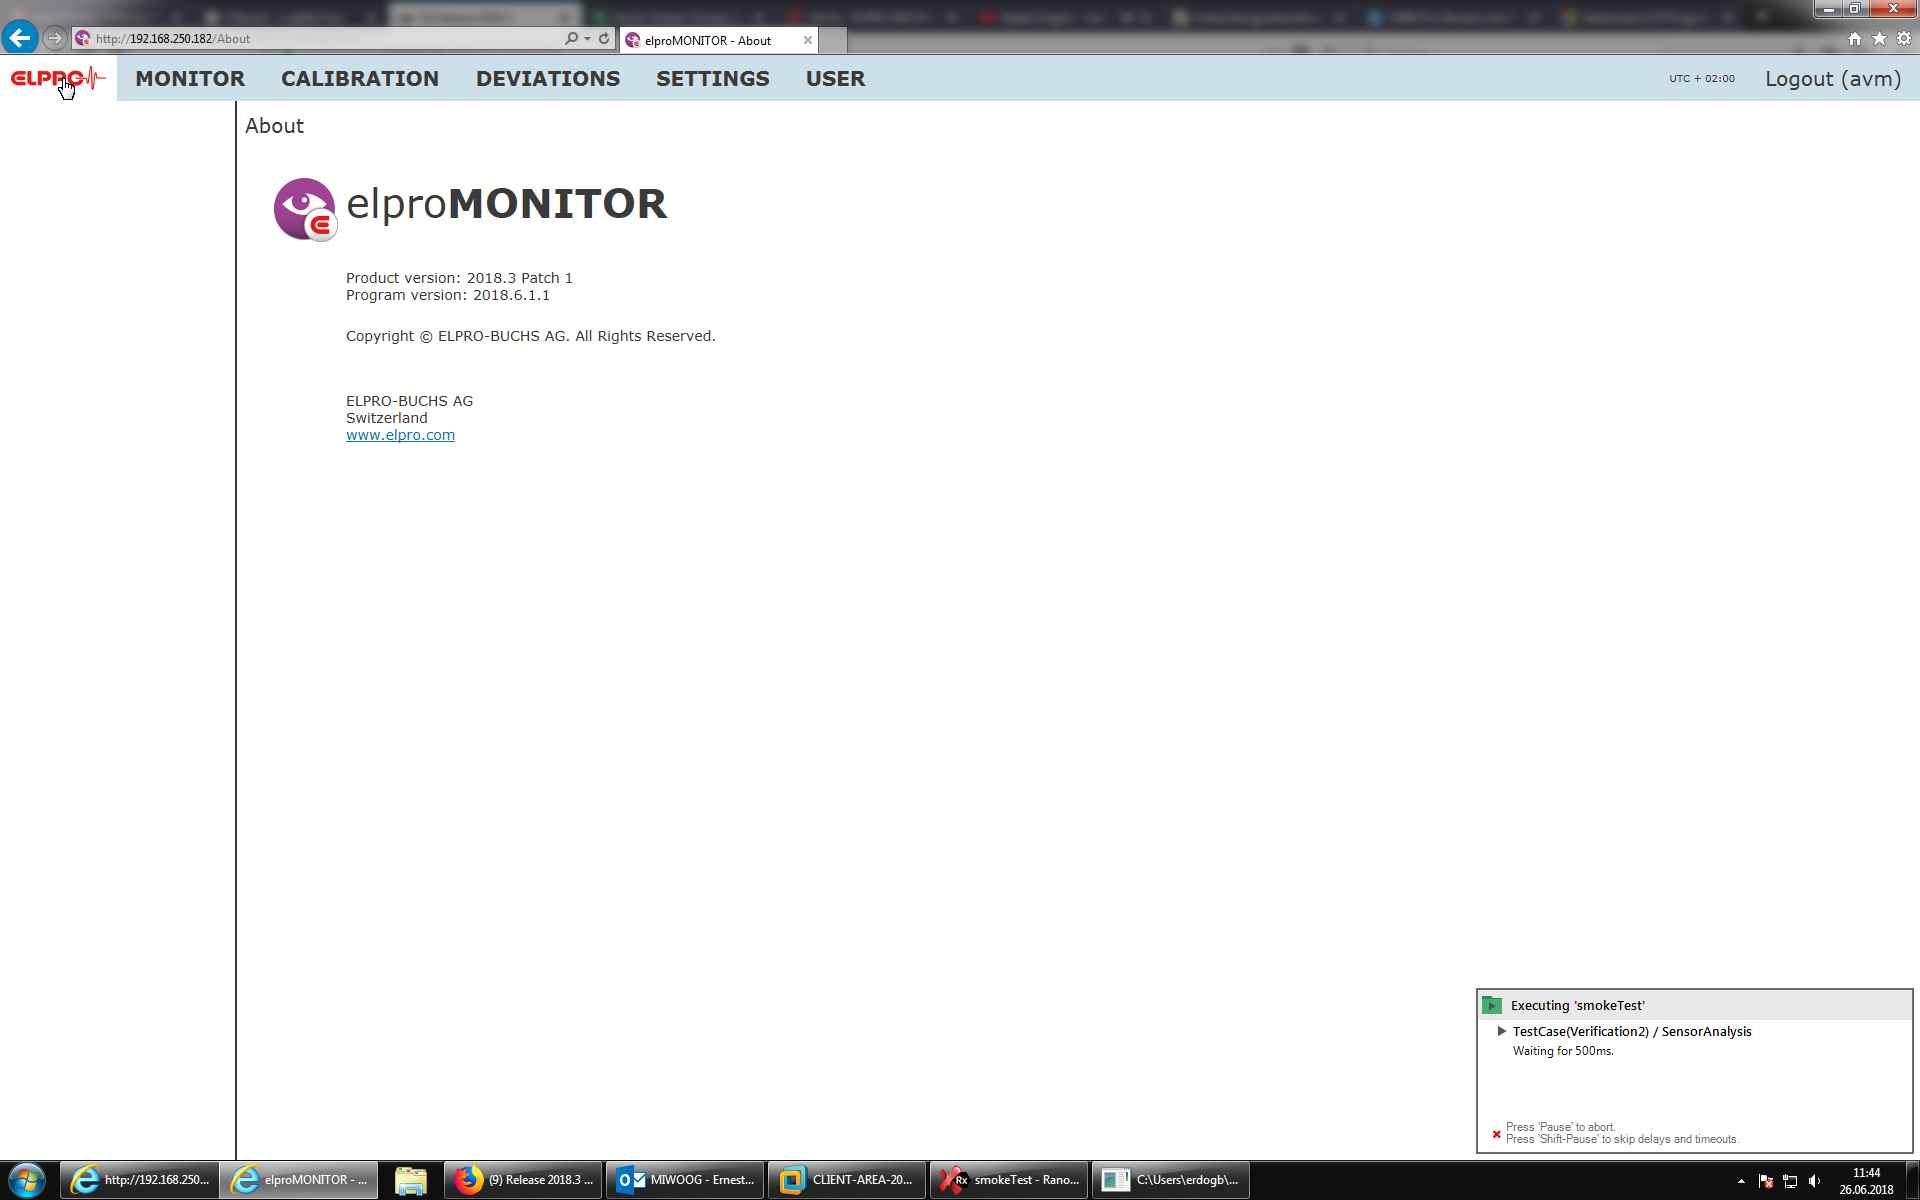 http://192.168.250.182/About
elproMONITOR - About
ELPRO
MONITOR
CALIBRATION
DEVIATIONS
SETTINGS
USER
UTC + 02:00
Logout (avm)
About
elproMONITOR
Product version: 2018.3 Patch 1
Program version: 2018.6.1.1
Copyright © ELPRO-BUCHS AG. All Rights Reserved.
ELPRO-BUCHS AG
Switzerland
www.elpro.com
Executing 'smokeTest'
TestCase(Verification2) / SensorAnalysis
Waiting for 500ms.
Press 'Pause' to abort.
Press 'Shift-Pause' to skip delays and timeouts.
http://192.168.250...
elproMONITOR - ...
(9) Release 2018.3 ...
MIWOOG - Ernest...
CLIENT-AREA-20...
Rx
smokeTest - Rano...
C:\Users\erdogb\...
11:44
26.06.2018